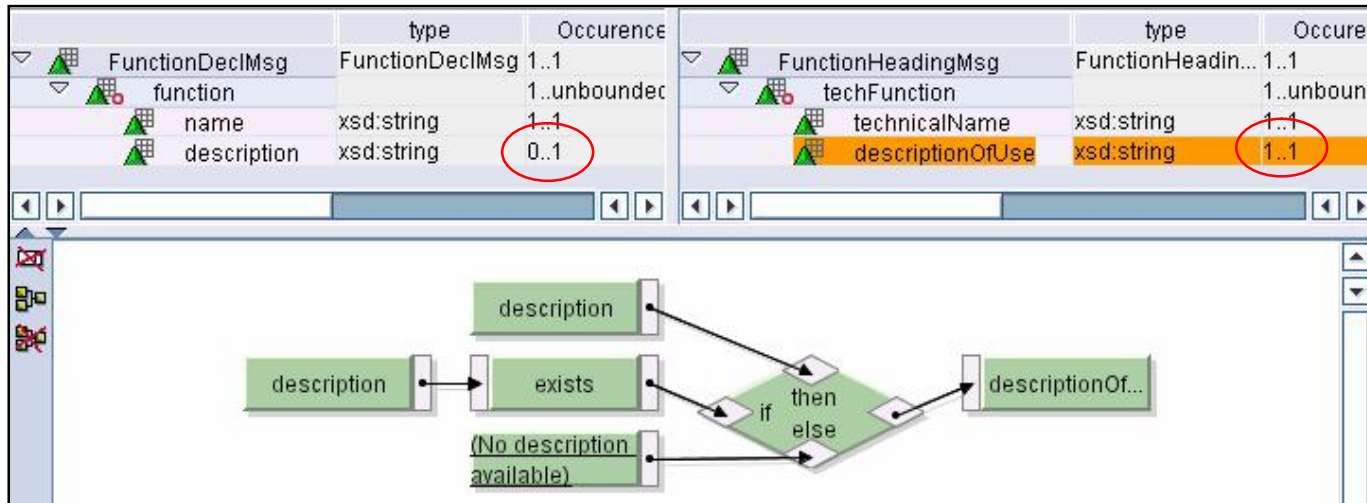 type Occurence
FunctionDeclMsg FunctionDeclMsg 1..1
function 1..unbounded
name xsd:string 1..1
description xsd:string 0..1
type Occure
FunctionHeadingMsg FunctionHeadin... 1..1
techFunction 1..unboun
technicalName xsd:string 1..1
descriptionOfUse xsd:string 1..1
description
description exists if then else descriptionOf...
(No description
available)